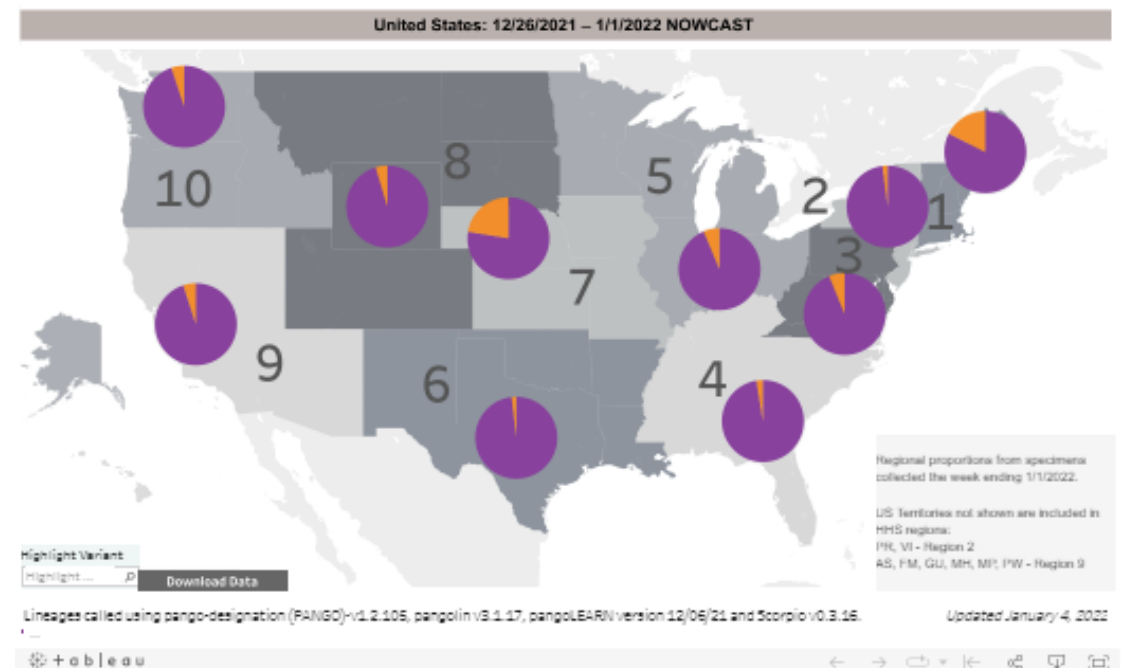 United States: 12/26/2021 – 1/1/2022 NOWCAST
10
8
5
2
1
3
7
9
6
4
Regional proportions from specimens
collected the week ending 1/1/2022.
US Territories not shown are included in
HHS regions:
PR, VI - Region 2
AS, FM, GU, MH, MP, PW - Region 9
Highlight Variant
Highlight ...
Download Data
Lineages called using pango-designation (PANGO)-v1.2.105, pangolin v3.1.17, pangoLEARN version 12/06/21 and Scorpio v0.3.16.
Updated January 4, 2022
+ableau